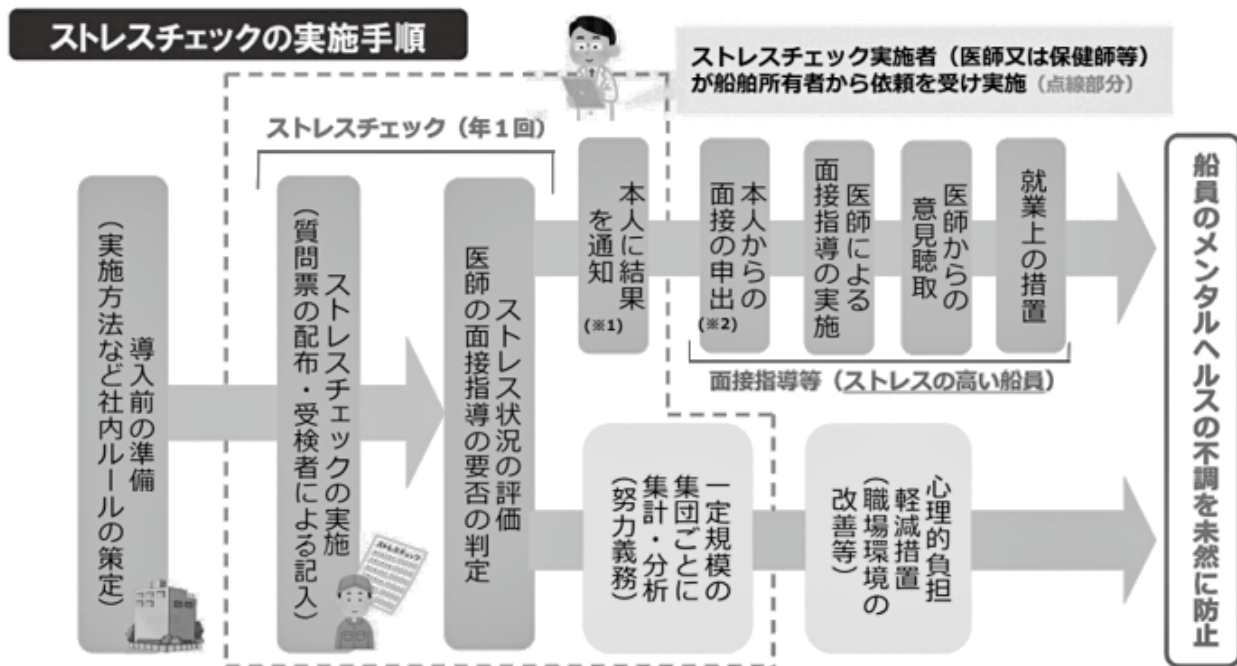 ストレスチェックの実施手順
ストレスチェック実施者（医師又は保健師等）
が船舶所有者から依頼を受け実施（点線部分）
ストレスチェック（年１回）
導入前の準備
（実施方法など社内ルールの策定）
ストレスチェックの実施
（質問票の配布・受検者による記入）
ストレスチェック
ストレス状況の評価
医師の面接指導の要否の判定
本人に結果
を通知
(※1)
本人からの
面接の申出
(※2)
医師による
面接指導の実施
医師からの
意見聴取
就業上の措置
面接指導等（ストレスの高い船員）
一定規模の
集団ごとに
集計・分析
（努力義務）
心理的負担
軽減措置
（職場環境の
改善等）
船員のメンタルヘルスの不調を未然に防止